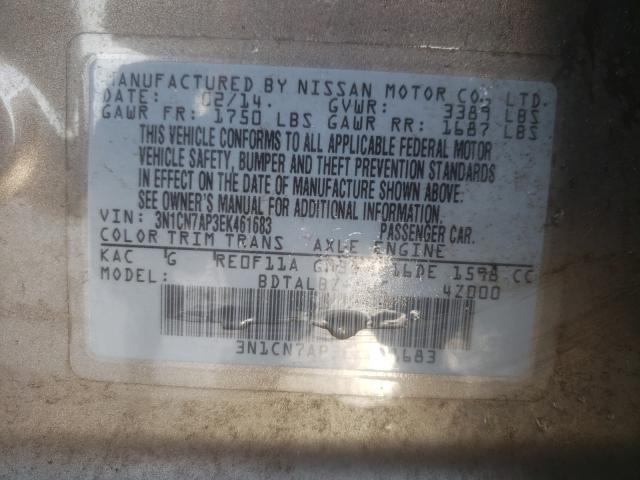 MANUFACTURED BY NISSAN MOTOR CO., LTD.
DATE: 02/14. GVWR: 3389 LBS
GAWR FR: 1750 LBS GAWR RR: 1687 LBS
THIS VEHICLE CONFORMS TO ALL APPLICABLE FEDERAL MOTOR
VEHICLE SAFETY, BUMPER AND THEFT PREVENTION STANDARDS
IN EFFECT ON THE DATE OF MANUFACTURE SHOWN ABOVE.
SEE OWNER'S MANUAL FOR ADDITIONAL INFORMATION.
VIN: 3N1CN7AP3EK461683 PASSENGER CAR.
COLOR TRIM TRANS AXLE ENGINE
KAC G RE0F11A 1598 CC
MODEL: 4Z000